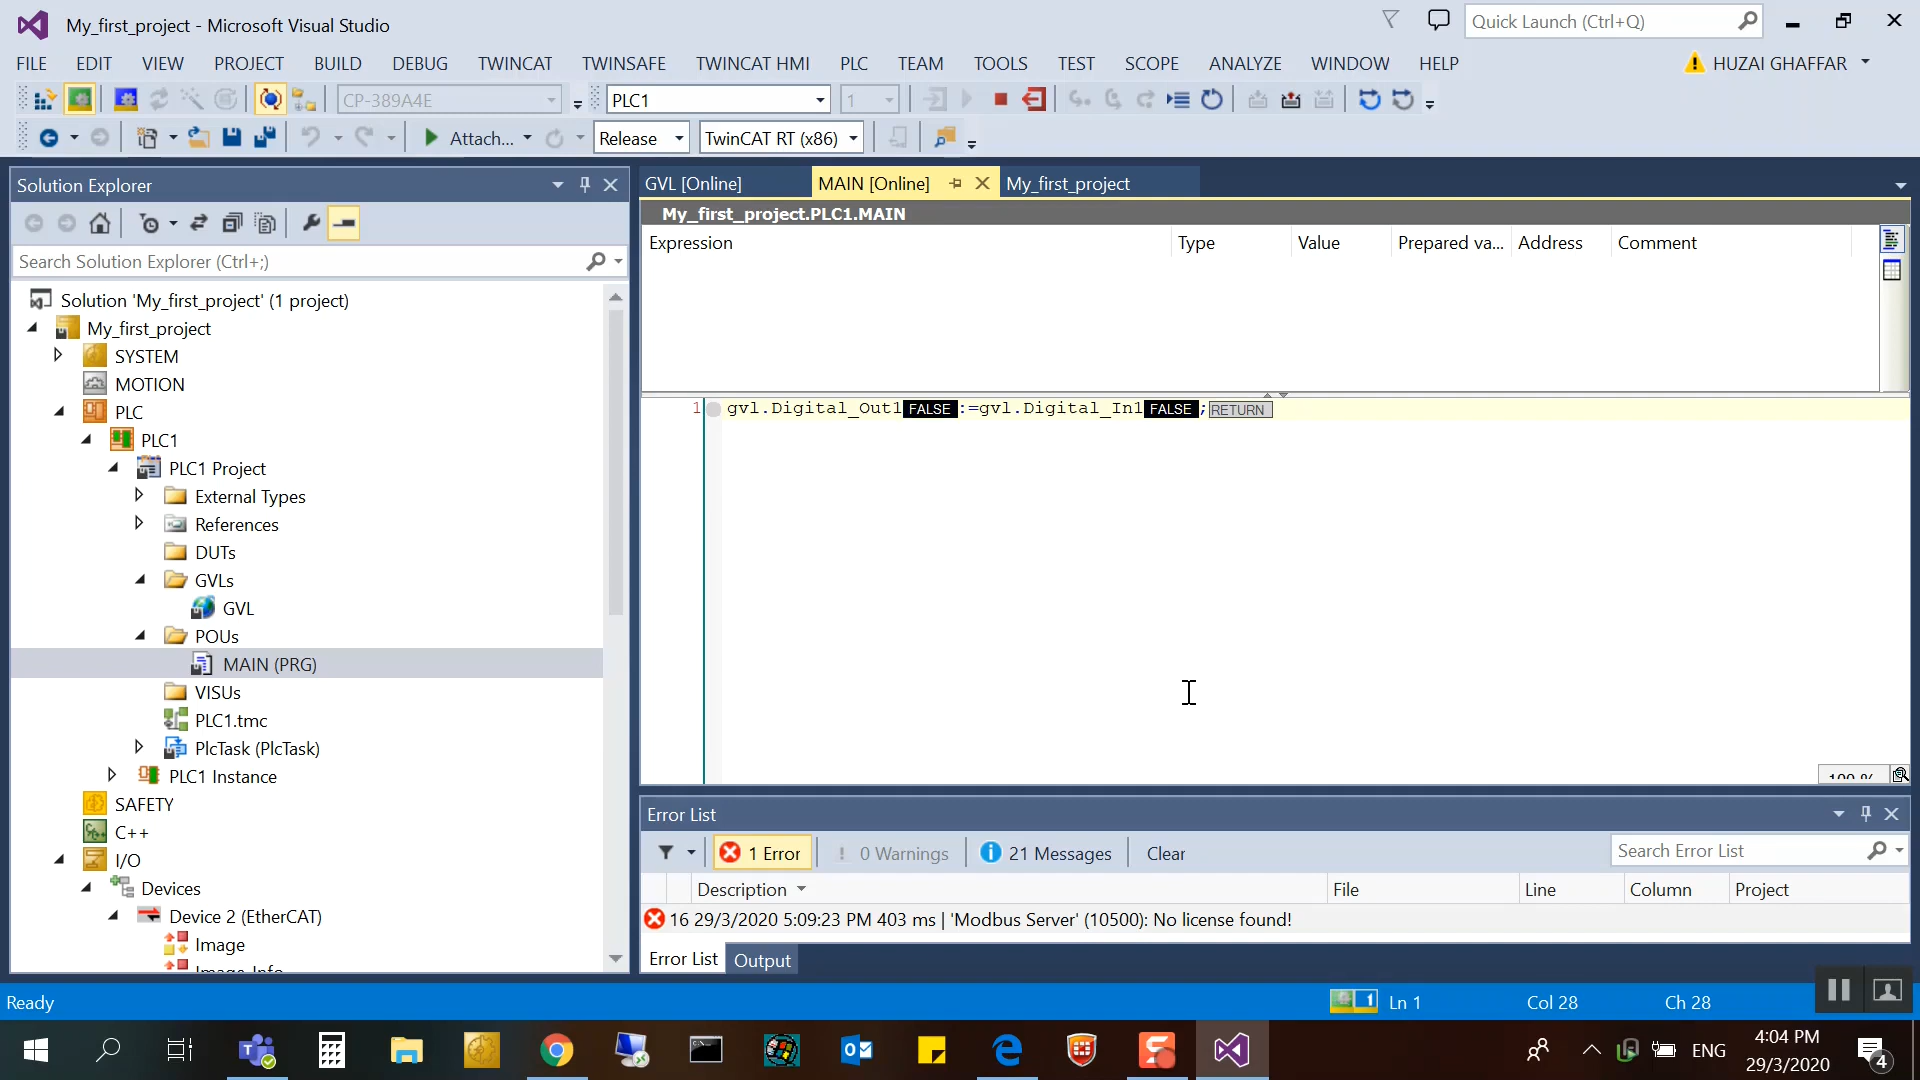 My_first_project - Microsoft Visual Studio
Quick Launch (Ctrl+Q)
FILE EDIT VIEW PROJECT BUILD DEBUG TWINCAT TWINSAFE TWINCAT HMI PLC TEAM TOOLS TEST SCOPE ANALYZE WINDOW HELP
HUZAI GHAFFAR
CP-389A4E
PLC1
1
Attach...
Release
TwinCAT RT (x86)
Solution Explorer
Search Solution Explorer (Ctrl+;)
Solution 'My_first_project' (1 project)
My_first_project
SYSTEM
MOTION
PLC
PLC1
PLC1 Project
External Types
References
DUTs
GVLs
GVL
POUs
MAIN (PRG)
VISUs
PLC1.tmc
PlcTask (PlcTask)
PLC1 Instance
SAFETY
C++
I/O
Devices
Device 2 (EtherCAT)
Image
Image-Info
GVL [Online]
MAIN [Online]
My_first_project
My_first_project.PLC1.MAIN
Expression Type Value Prepared va... Address Comment
1 gvl.Digital_Out1 FALSE :=gvl.Digital_In1 FALSE ; RETURN
100 %
Error List
1 Error
0 Warnings
21 Messages
Clear
Search Error List
Description File Line Column Project
16 29/3/2020 5:09:23 PM 403 ms | 'Modbus Server' (10500): No license found!
Error List Output
Ready
1
Ln 1
Col 28
Ch 28
ENG
4:04 PM
29/3/2020
4